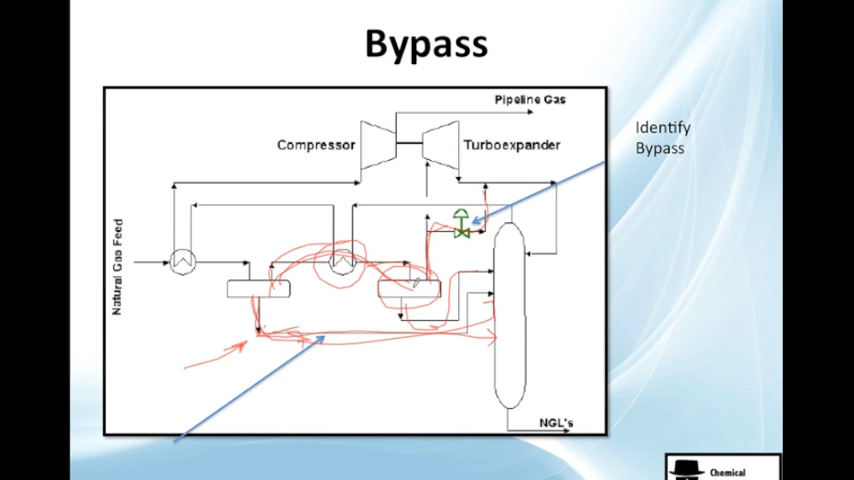 Bypass
Pipeline Gas
Compressor
Turboexpander
Identify
Bypass
Natural Gas Feed
NGL's
Chemical